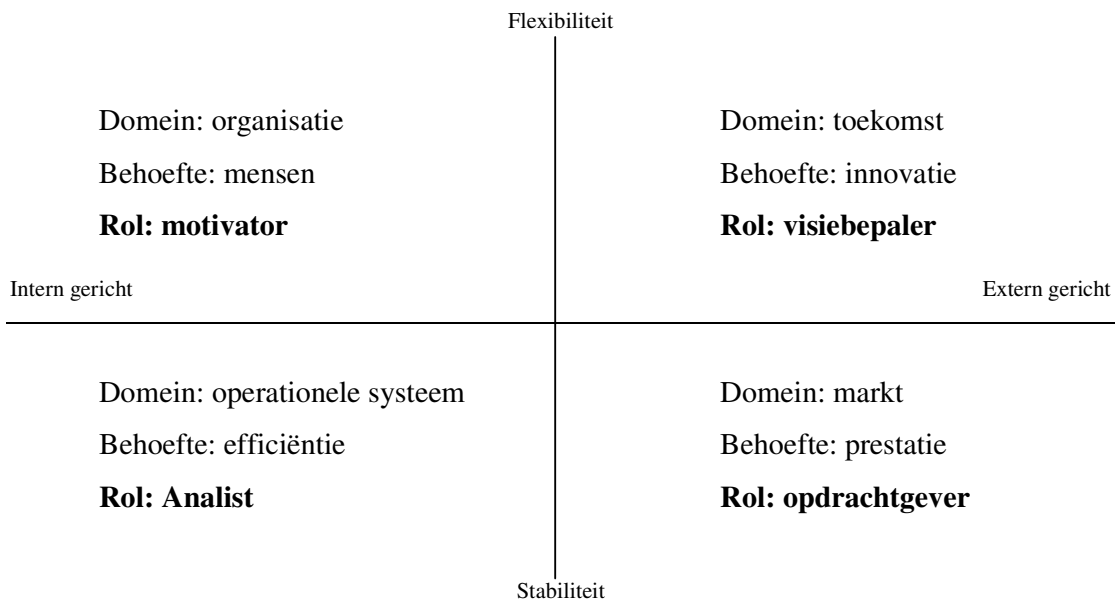 Flexibiliteit
Domein: organisatie
Behoefte: mensen
Rol: motivator
Domein: toekomst
Behoefte: innovatie
Rol: visiebepaler
Intern gericht
Extern gericht
Domein: operationele systeem
Behoefte: efficiëntie
Rol: Analist
Domein: markt
Behoefte: prestatie
Rol: opdrachtgever
Stabiliteit